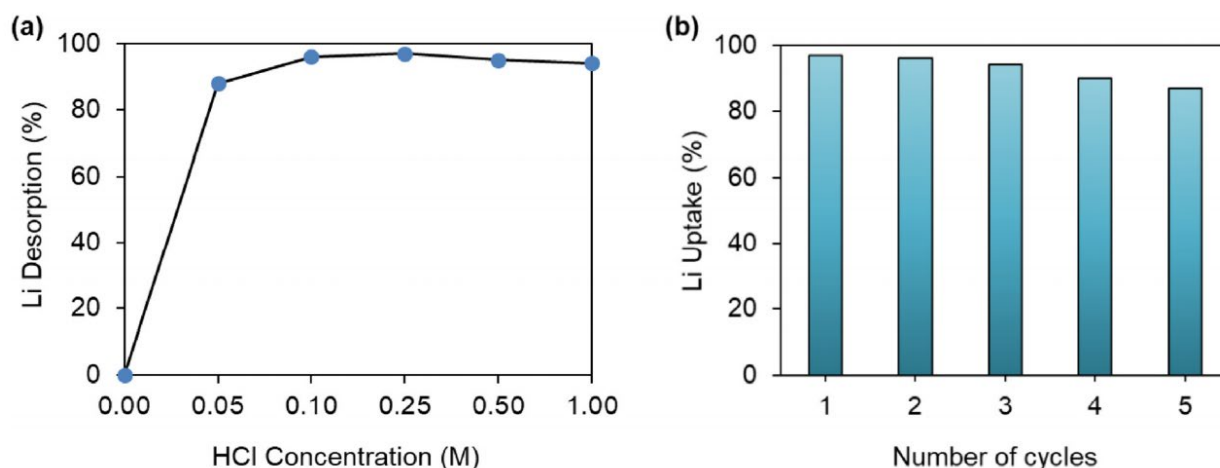 (a)
100
80
60
40
20
0
Li Desorption (%)
0.00 0.05 0.10 0.25 0.50 1.00
HCl Concentration (M)
(b)
100
80
60
40
20
0
Li Uptake (%)
1 2 3 4 5
Number of cycles